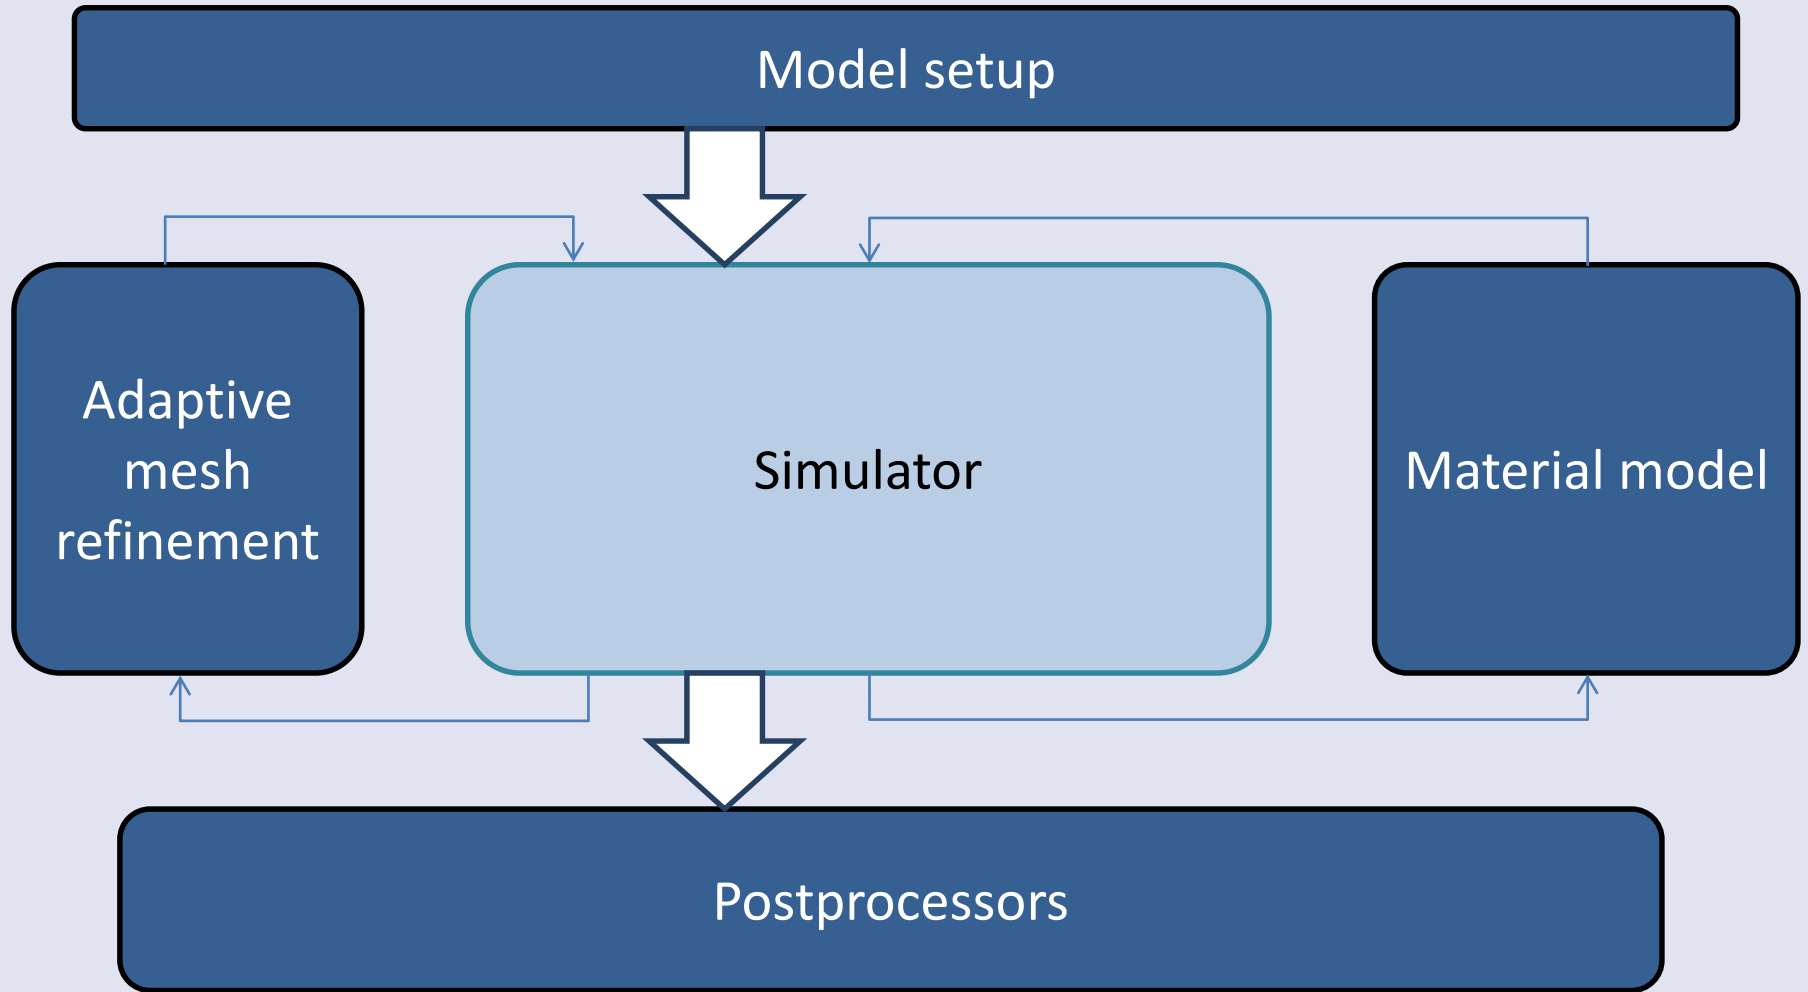 Model setup
Adaptive
mesh
refinement
Simulator
Material model
Postprocessors